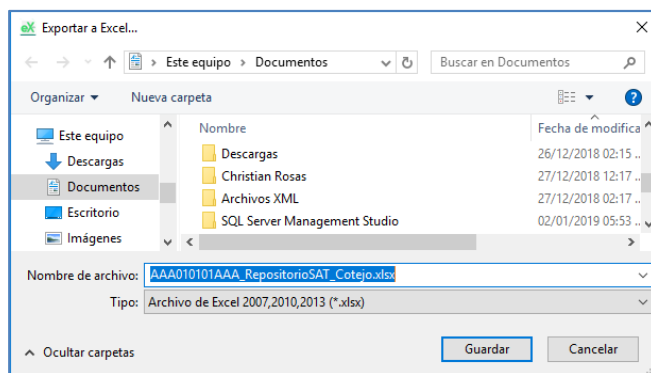 eX Exportar a Excel...
Este equipo > Documentos
Buscar en Documentos
Organizar
Nueva carpeta
Este equipo
Descargas
Documentos
Escritorio
Imágenes
Nombre
Fecha de modifica
Descargas
26/12/2018 02:15 ..
Christian Rosas
27/12/2018 12:17 ..
Archivos XML
27/12/2018 02:17 ..
SQL Server Management Studio
02/01/2019 05:53 ..
Nombre de archivo: AAA010101AAA_RepositorioSAT_Cotejo.xlsx
Tipo: Archivo de Excel 2007,2010,2013 (*.xlsx)
Ocultar carpetas
Guardar
Cancelar